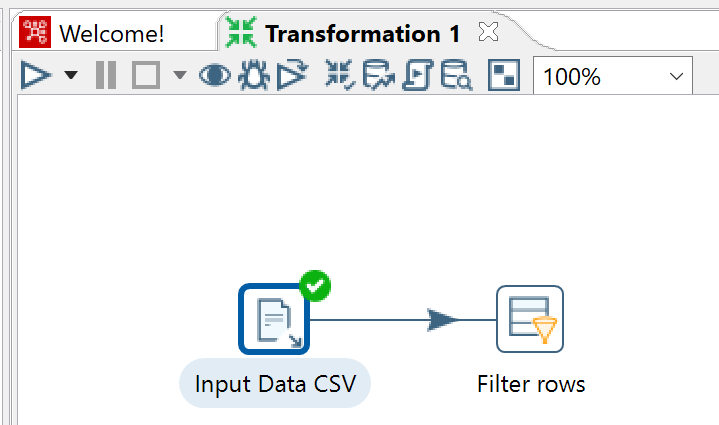 Welcome!
Transformation 1
100%
Input Data CSV
Filter rows